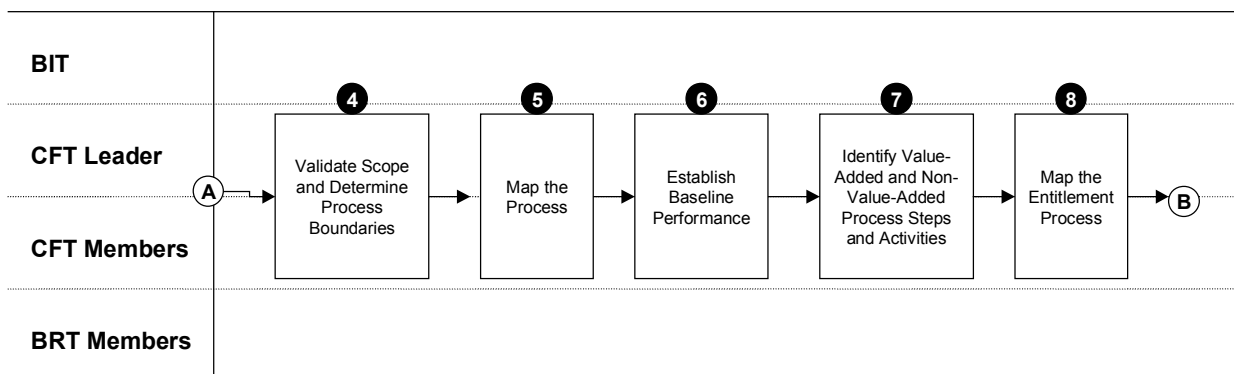 BIT
4
5
6
7
8
CFT Leader
A
Validate Scope
and Determine
Process
Boundaries
Map the
Process
Establish
Baseline
Performance
Identify Value-
Added and Non-
Value-Added
Process Steps
and Activities
Map the
Entitlement
Process
B
CFT Members
BRT Members